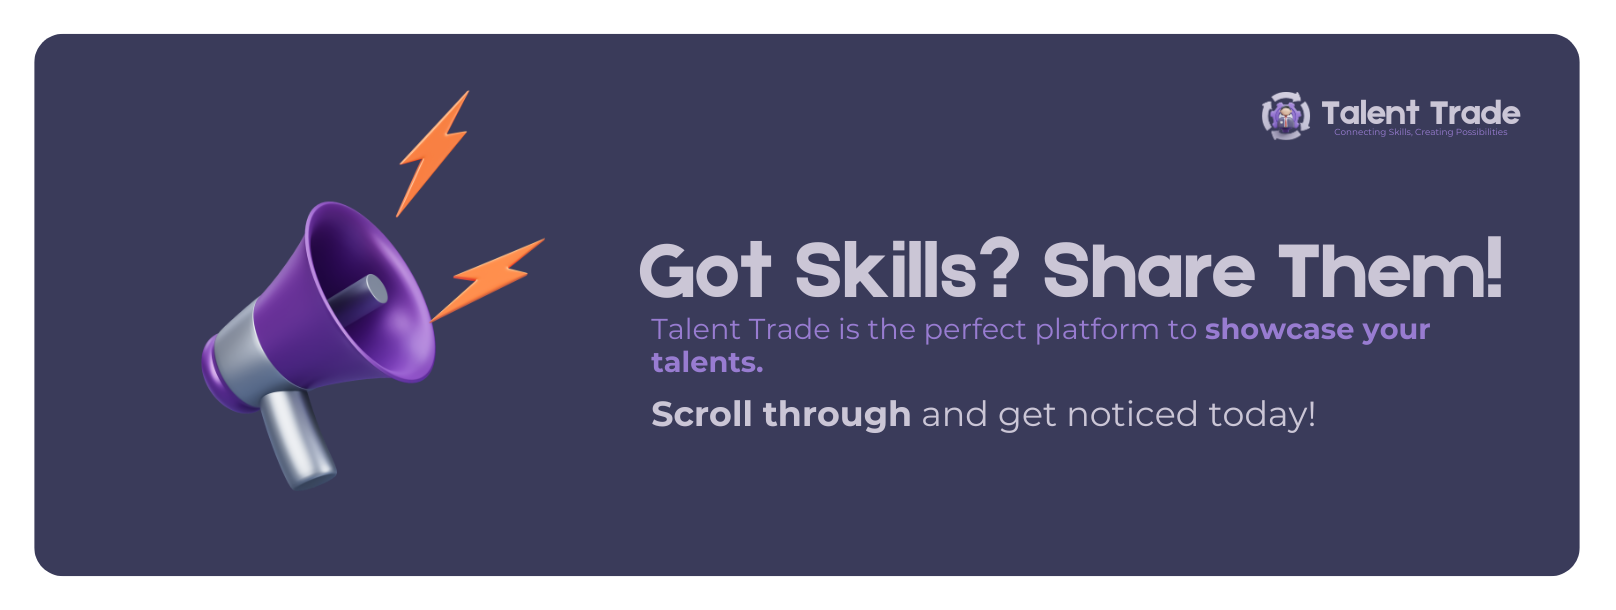 Talent Trade
Connecting Skills, Creating Possibilities
Got Skills? Share Them!
Talent Trade is the perfect platform to showcase your
talents.
Scroll through and get noticed today!